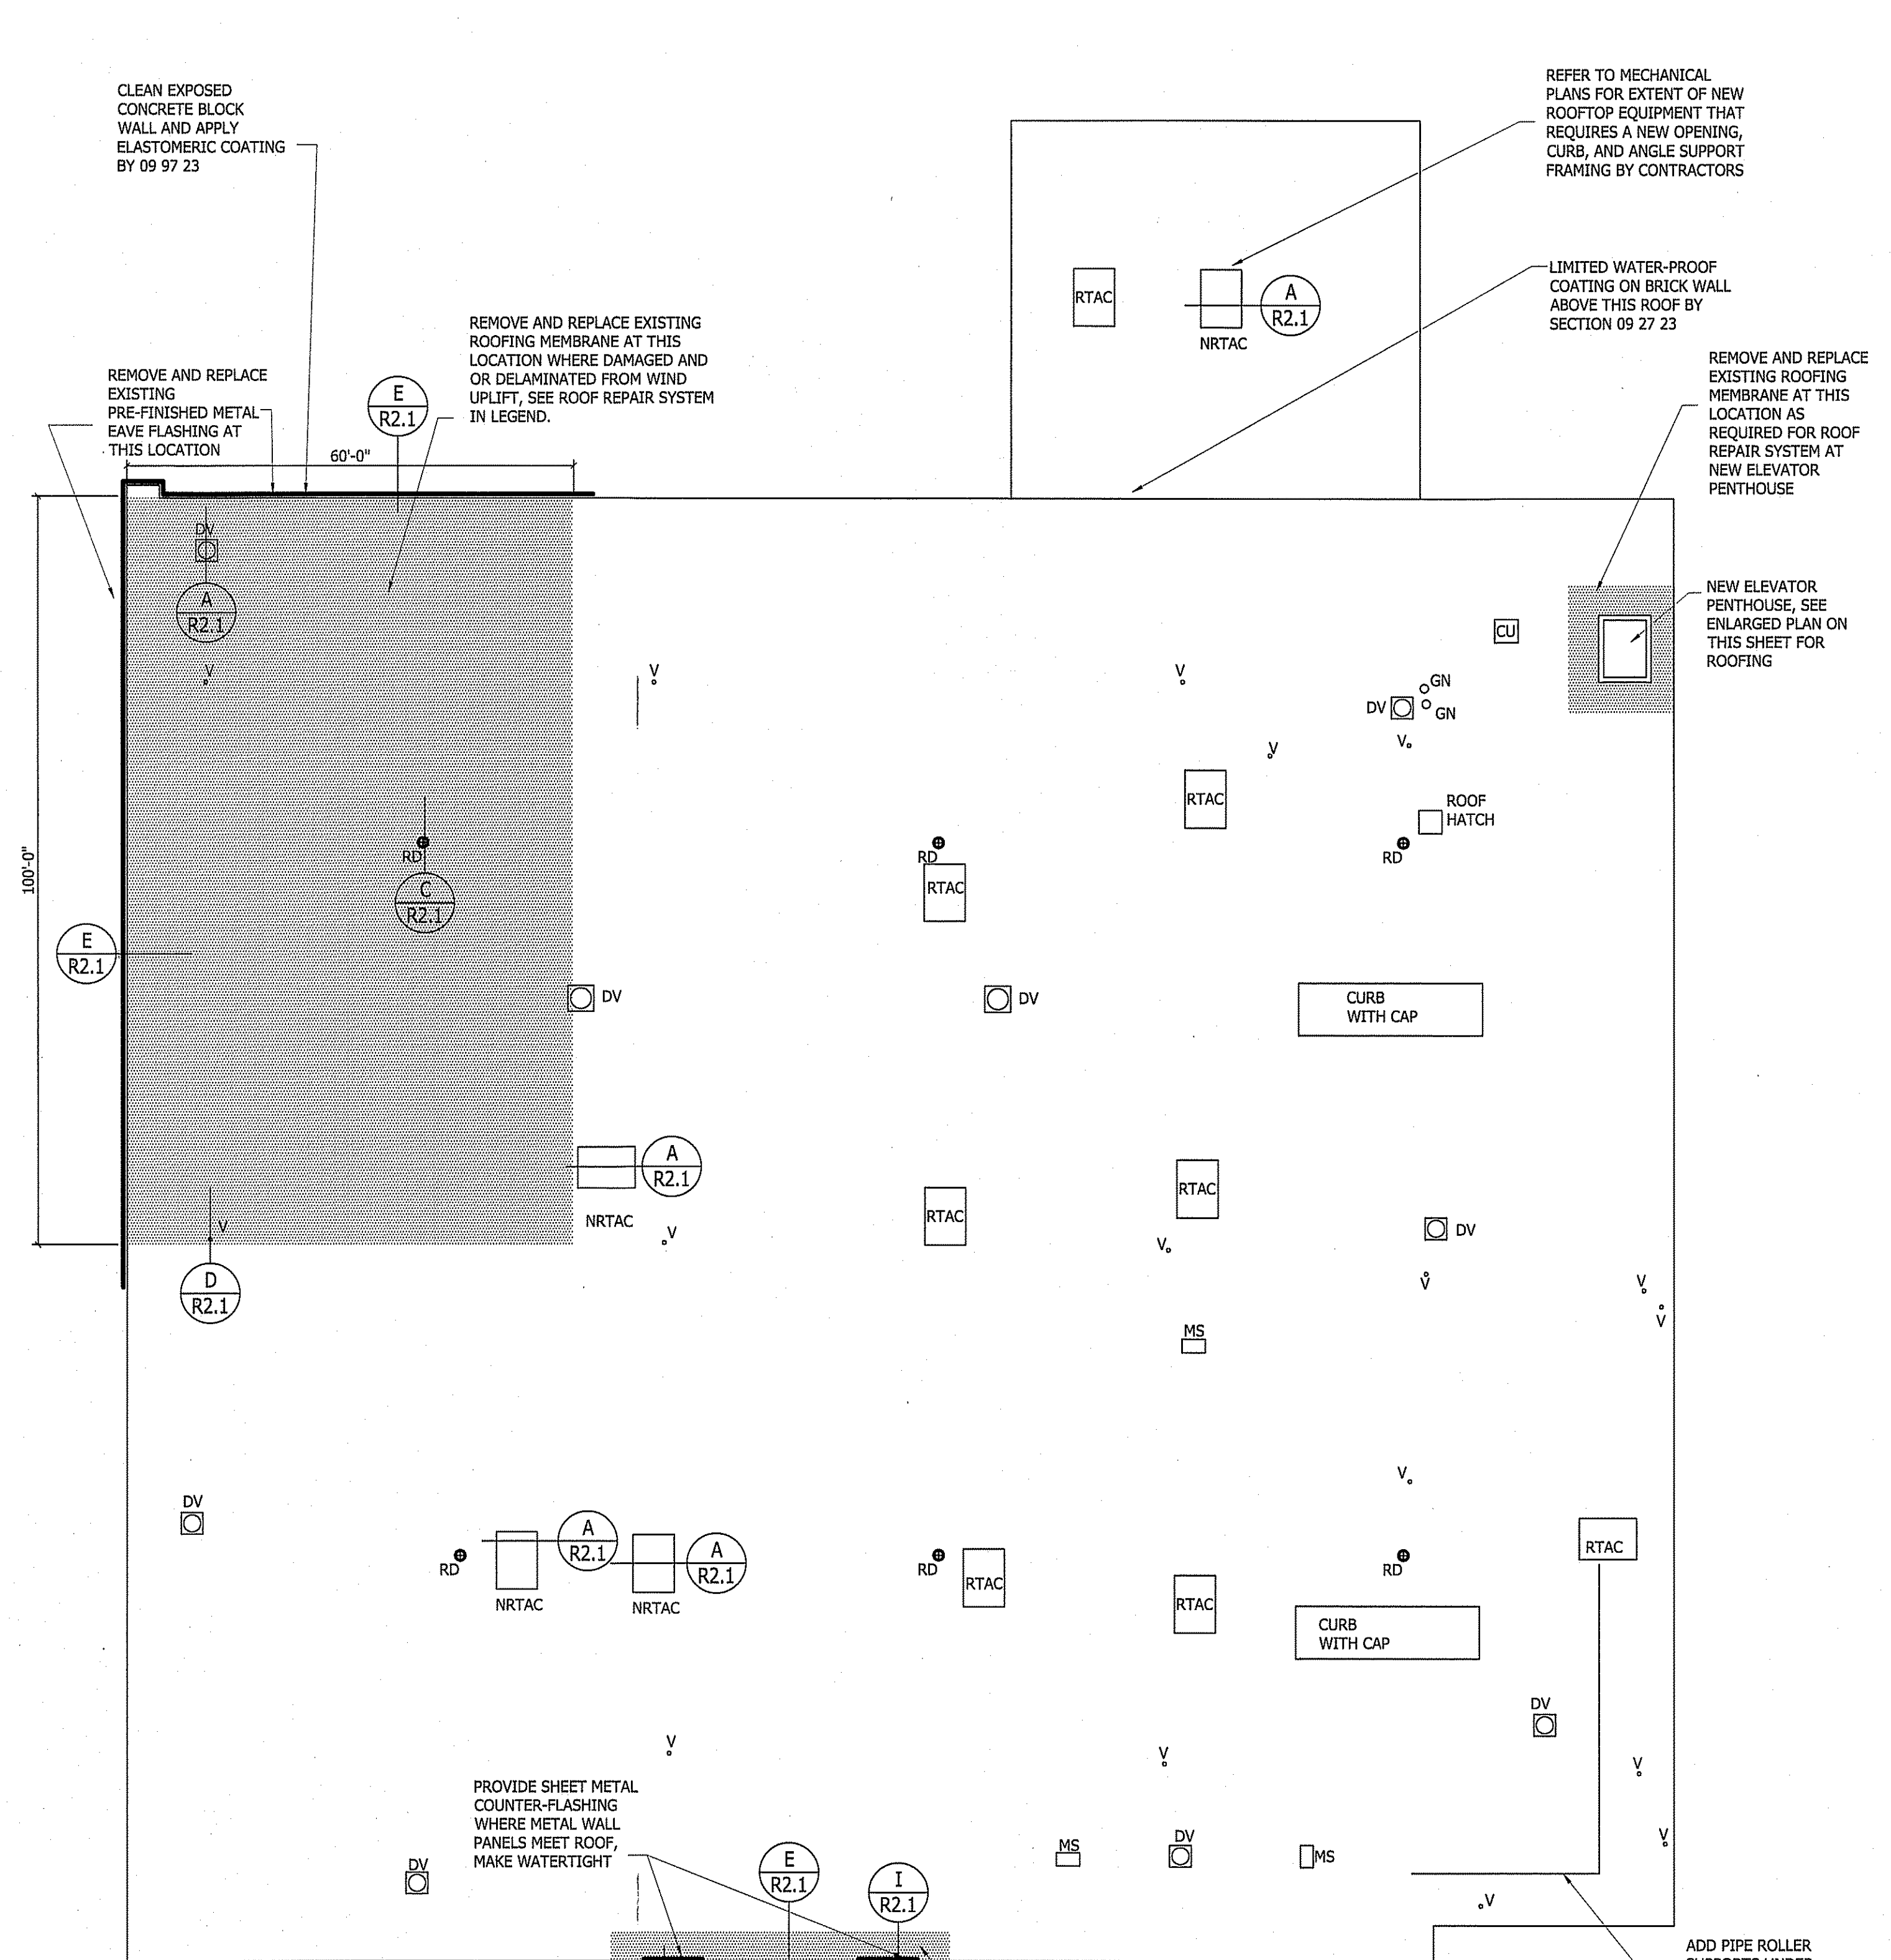 CLEAN EXPOSED
CONCRETE BLOCK
WALL AND APPLY
ELASTOMERIC COATING
BY 09 97 23
REFER TO MECHANICAL
PLANS FOR EXTENT OF NEW
ROOFTOP EQUIPMENT THAT
REQUIRES A NEW OPENING,
CURB, AND ANGLE SUPPORT
FRAMING BY CONTRACTORS
RTAC
A
R2.1
NRTAC
LIMITED WATER-PROOF
COATING ON BRICK WALL
ABOVE THIS ROOF BY
SECTION 09 27 23
REMOVE AND REPLACE EXISTING
ROOFING MEMBRANE AT THIS
LOCATION WHERE DAMAGED AND
OR DELAMINATED FROM WIND
UPLIFT, SEE ROOF REPAIR SYSTEM
IN LEGEND.
REMOVE AND REPLACE
EXISTING ROOFING
MEMBRANE AT THIS
LOCATION AS
REQUIRED FOR ROOF
REPAIR SYSTEM AT
NEW ELEVATOR
PENTHOUSE
REMOVE AND REPLACE
EXISTING
PRE-FINISHED METAL
EAVE FLASHING AT
THIS LOCATION
E
R2.1
60'-0"
DV
A
R2.1
NEW ELEVATOR
PENTHOUSE, SEE
ENLARGED PLAN ON
THIS SHEET FOR
ROOFING
CU
V
V
V
GN
DV
GN
V
V
RTAC
ROOF
HATCH
100'-0"
RD
RD
RD
RTAC
C
R2.1
E
R2.1
DV
DV
CURB
WITH CAP
A
R2.1
NRTAC
RTAC
RTAC
V
V
V
DV
D
R2.1
V
V
V
MS
V
DV
A
R2.1
A
R2.1
RD
NRTAC
NRTAC
RD
RTAC
RTAC
RD
RTAC
CURB
WITH CAP
DV
V
V
V
PROVIDE SHEET METAL
COUNTER-FLASHING
WHERE METAL WALL
PANELS MEET ROOF,
MAKE WATERTIGHT
DV
E
R2.1
I
R2.1
MS
DV
MS
V
V
ADD PIPE ROLLER
SUPPORTS UNDER